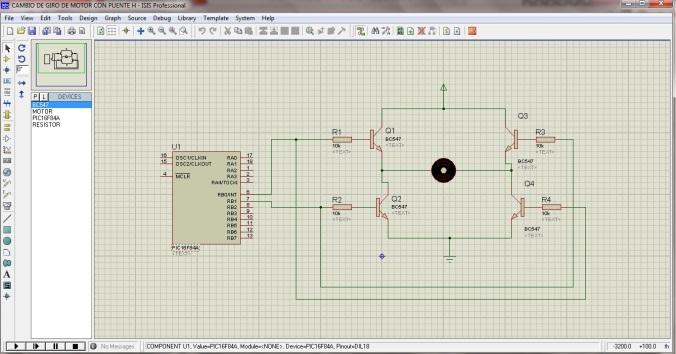 CAMBIO DE GIRO DE MOTOR CON PUENTE H - ISIS Professional
File View Edit Tools Design Graph Source Debug Library Template System Help
P L DEVICES
BC547
MOTOR
PIC16F84A
RESISTOR
U1
16 OSC1/CLKIN RA0 17
15 OSC2/CLKOUT RA1 18
RA2 1
4 MCLR RA3 2
RA4/T0CKI 3
RB0/INT 6
RB1 7
RB2 8
RB3 9
RB4 10
RB5 11
RB6 12
RB7 13
PIC16F84A
<TEXT>
R1
10k
<TEXT>
Q1
BC547
<TEXT>
Q3
BC547
<TEXT>
R3
10k
<TEXT>
R2
10k
<TEXT>
Q2
BC547
<TEXT>
Q4
BC547
<TEXT>
R4
10k
<TEXT>
No Messages
COMPONENT U1, Value=PIC16F84A, Module=<NONE>, Device=PIC16F84A, Pinout=DIL18
-3200.0 +100.0 th